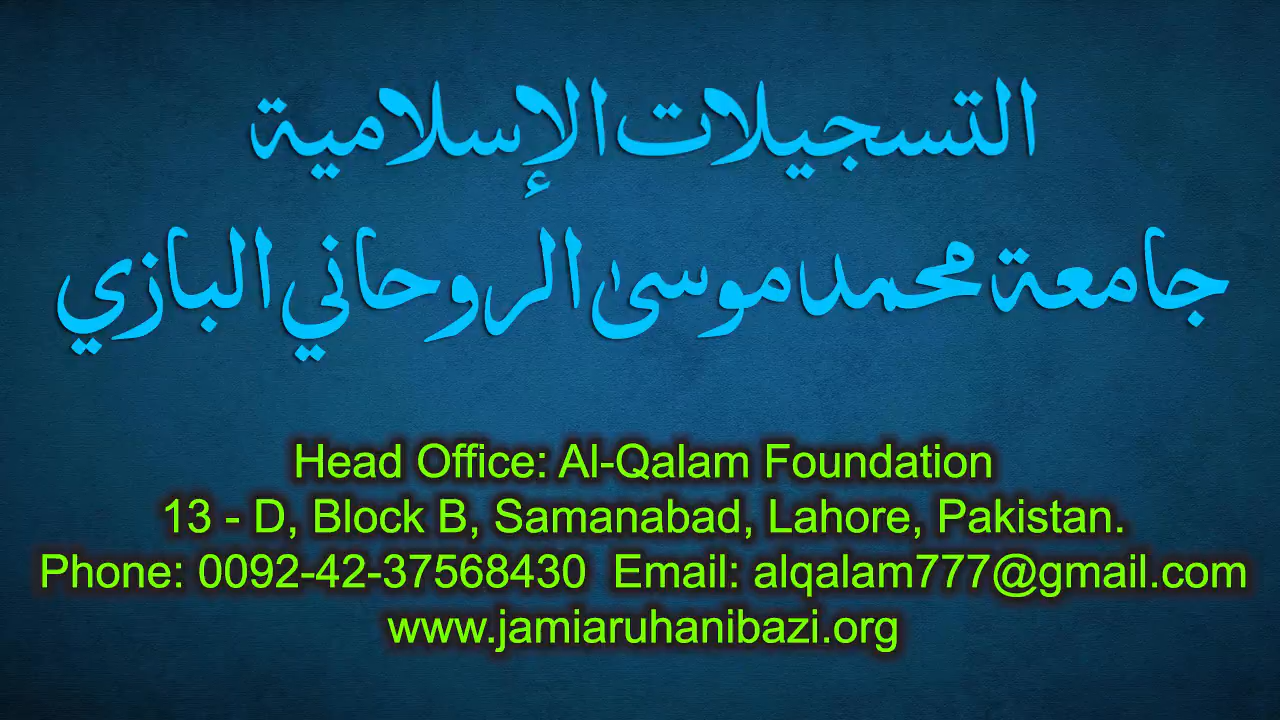 التسجيلات الإسلامية
جامعة محمد موسىٰ الروحاني البازي
Head Office: Al-Qalam Foundation
13 - D, Block B, Samanabad, Lahore, Pakistan.
Phone: 0092-42-37568430 Email: alqalam777@gmail.com
www.jamiaruhanibazi.org